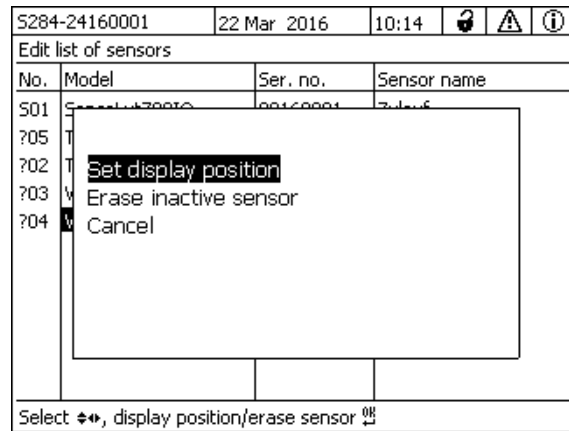 S284-24160001 22 Mar 2016 10:14
Edit list of sensors
No. Model Ser. no. Sensor name
S01
?05 T
?02 T
?03
?04
Set display position
Erase inactive sensor
Cancel
Select , display position/erase sensor OK